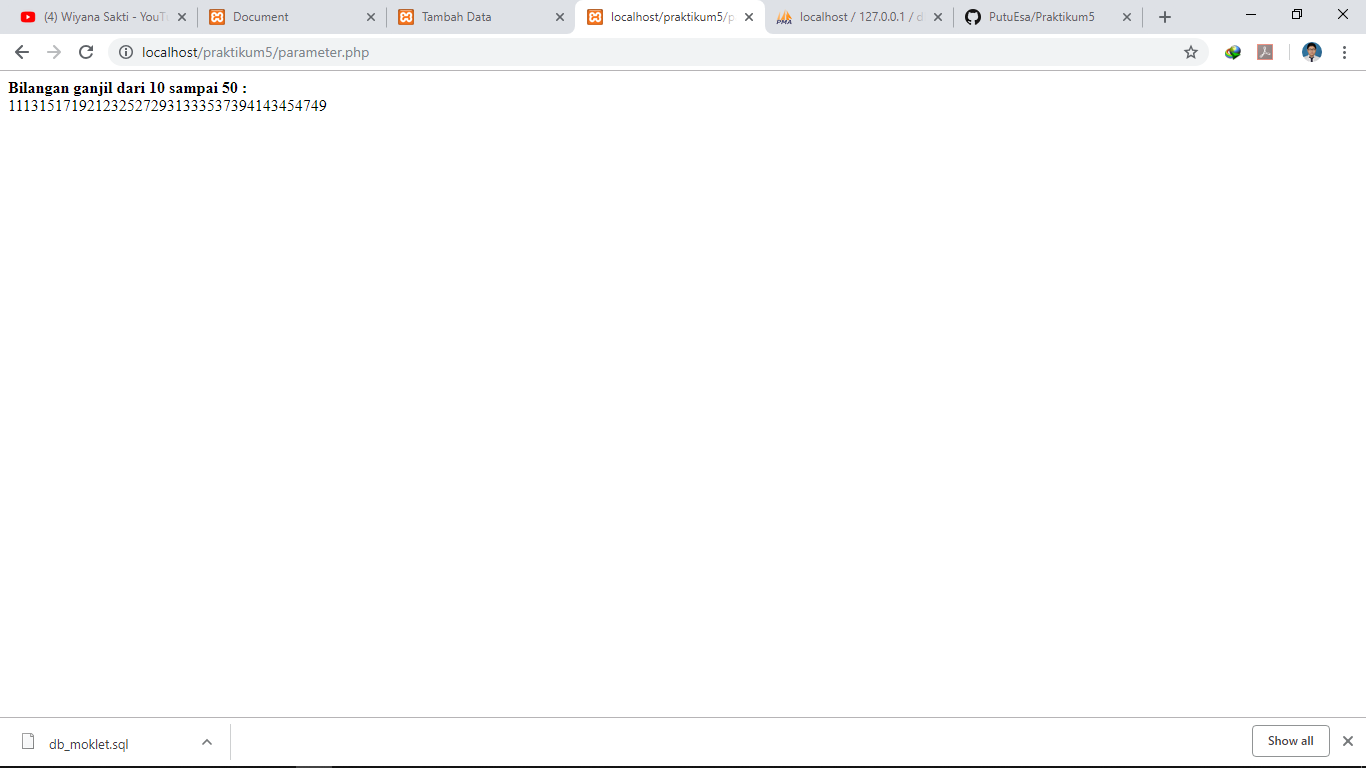 (4) Wiyana Sakti - YouT
Document
Tambah Data
localhost/praktikum5/p
localhost / 127.0.0.1 / d
PutuEsa/Praktikum5
localhost/praktikum5/parameter.php
Bilangan ganjil dari 10 sampai 50 :
1113151719212325272931333537394143454749
db_moklet.sql
Show all